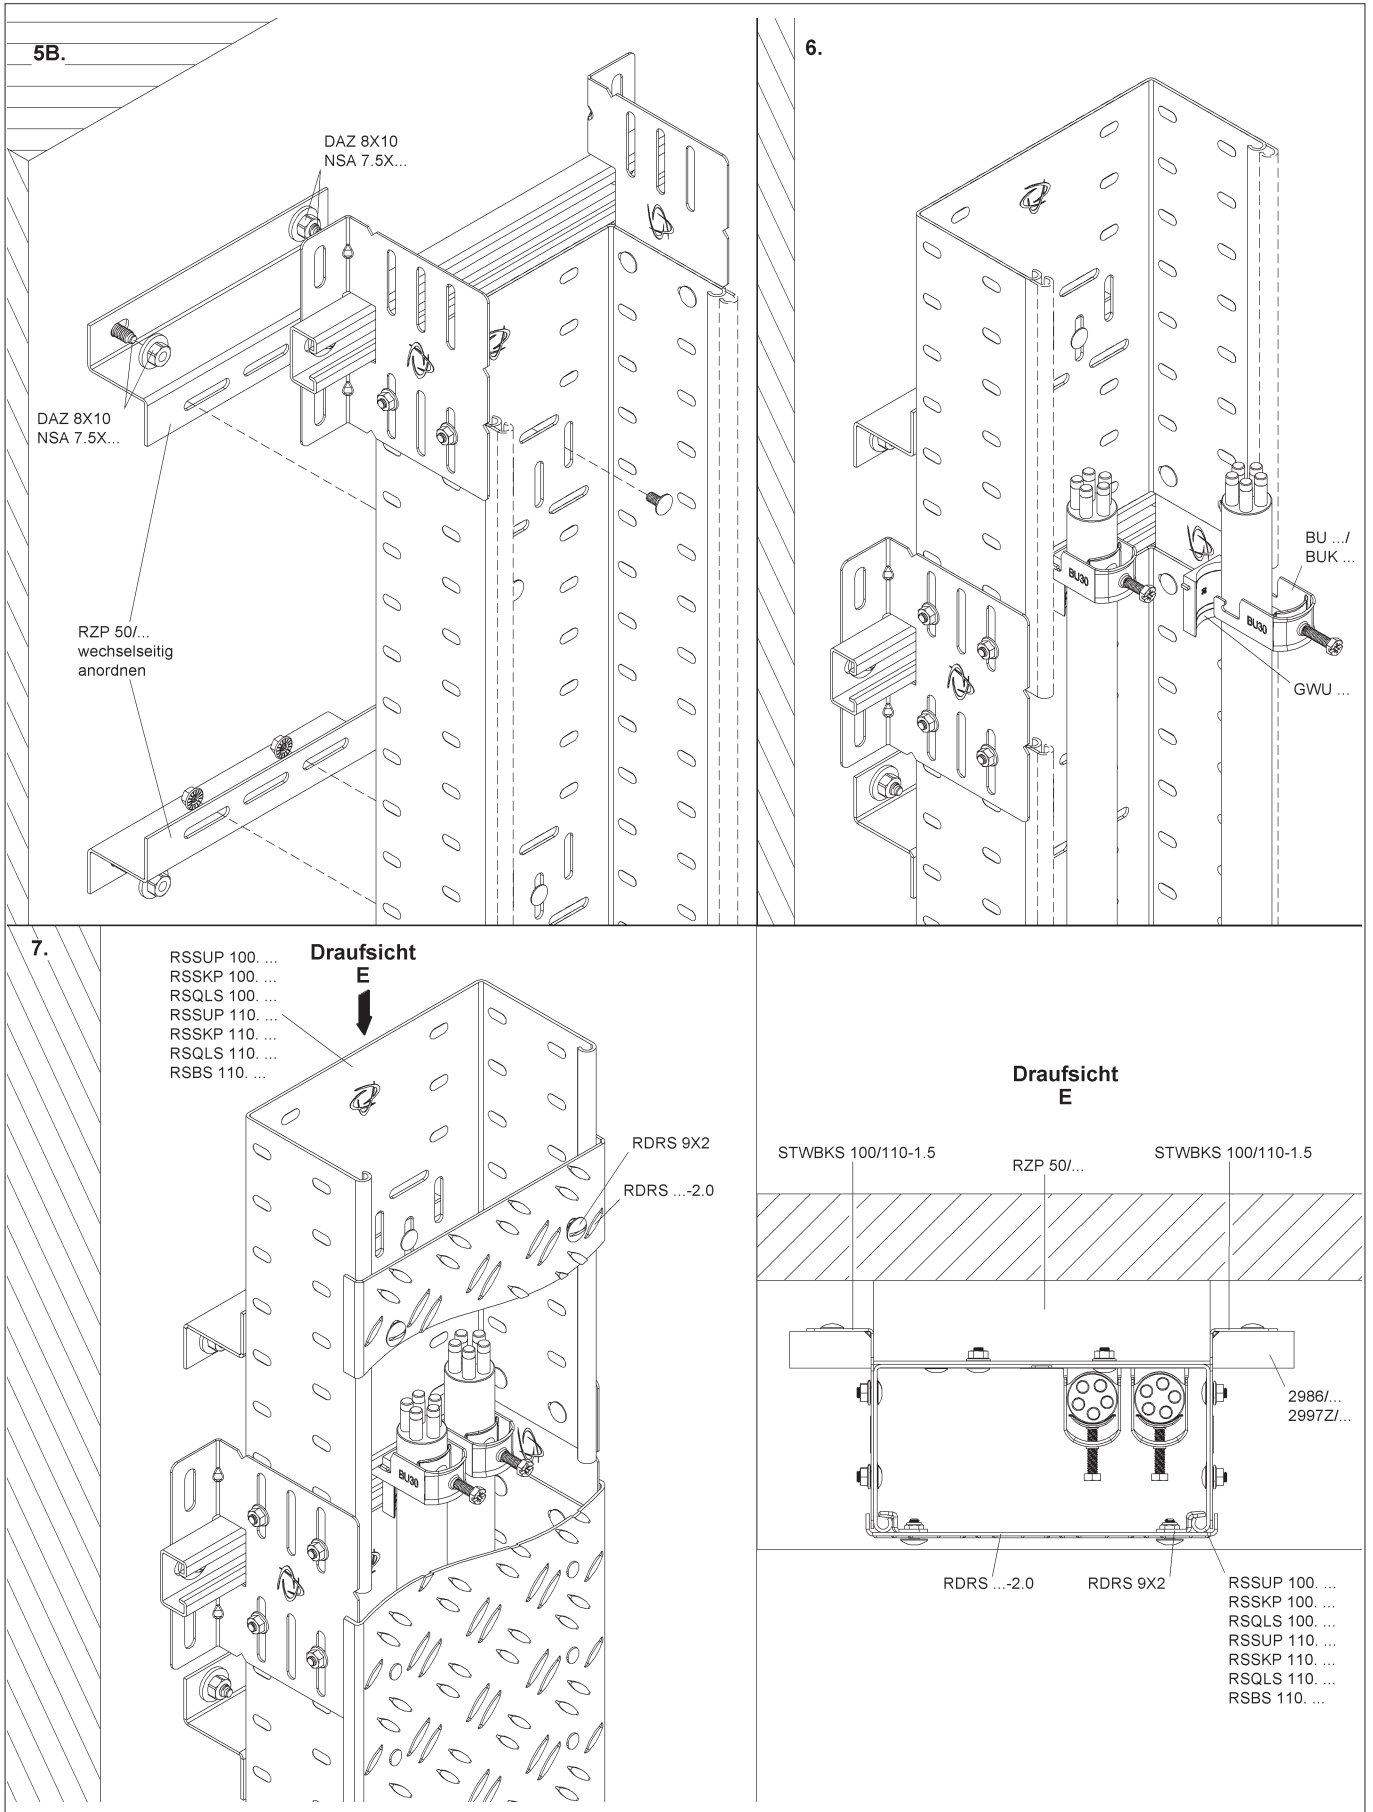 5B.
DAZ 8X10
NSA 7.5X...
DAZ 8X10
NSA 7.5X...
RZP 50/...
wechselseitig
anordnen
6.
BU30
BU30
BU .../
BUK ...
GWU ...
7.
RSSUP 100. ...
RSSKP 100. ...
RSQLS 100. ...
RSSUP 110. ...
RSSKP 110. ...
RSQLS 110. ...
RSBS 110. ...
Draufsicht
E
RDRS 9X2
RDRS ...-2.0
BU30
Draufsicht
E
STWBKS 100/110-1.5
RZP 50/...
STWBKS 100/110-1.5
2986/...
2997Z/...
RDRS ...-2.0
RDRS 9X2
RSSUP 100. ...
RSSKP 100. ...
RSQLS 100. ...
RSSUP 110. ...
RSSKP 110. ...
RSQLS 110. ...
RSBS 110. ...